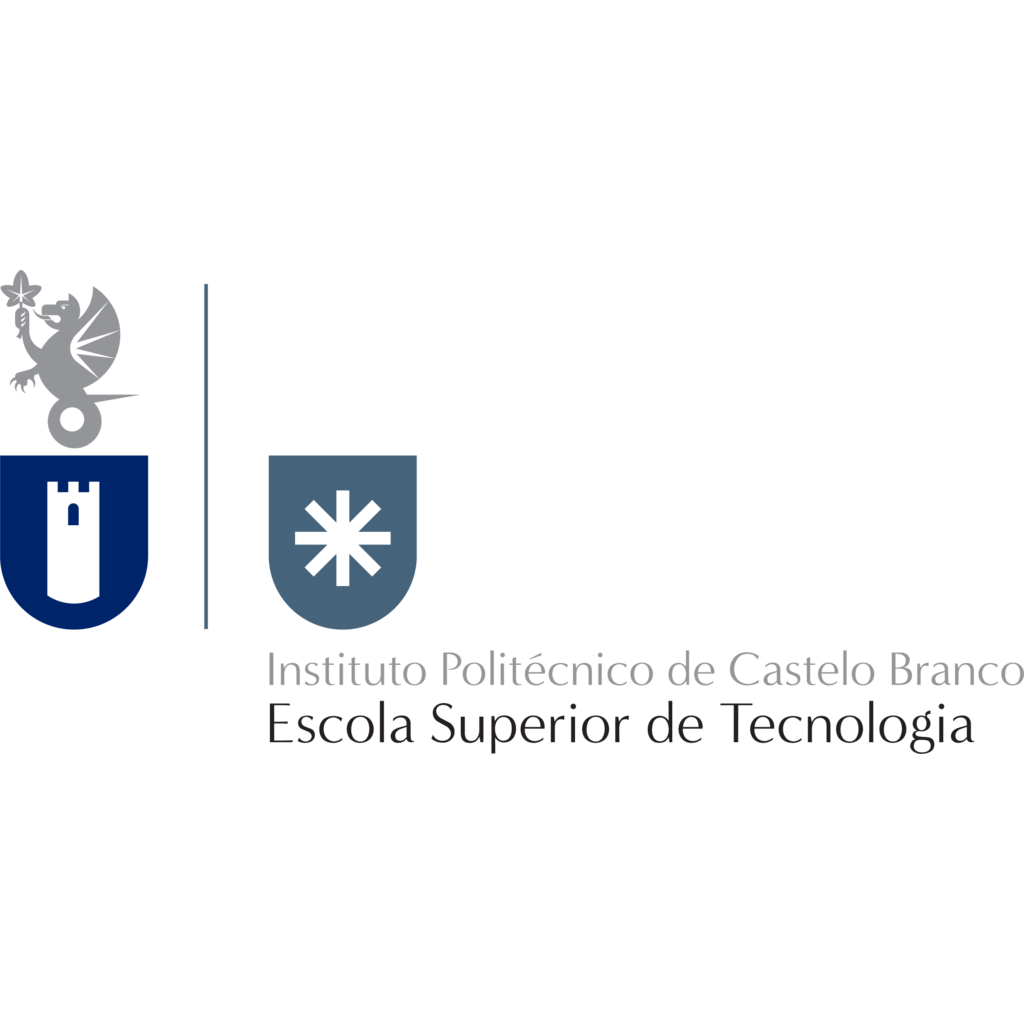 Instituto Politécnico de Castelo Branco
Escola Superior de Tecnologia